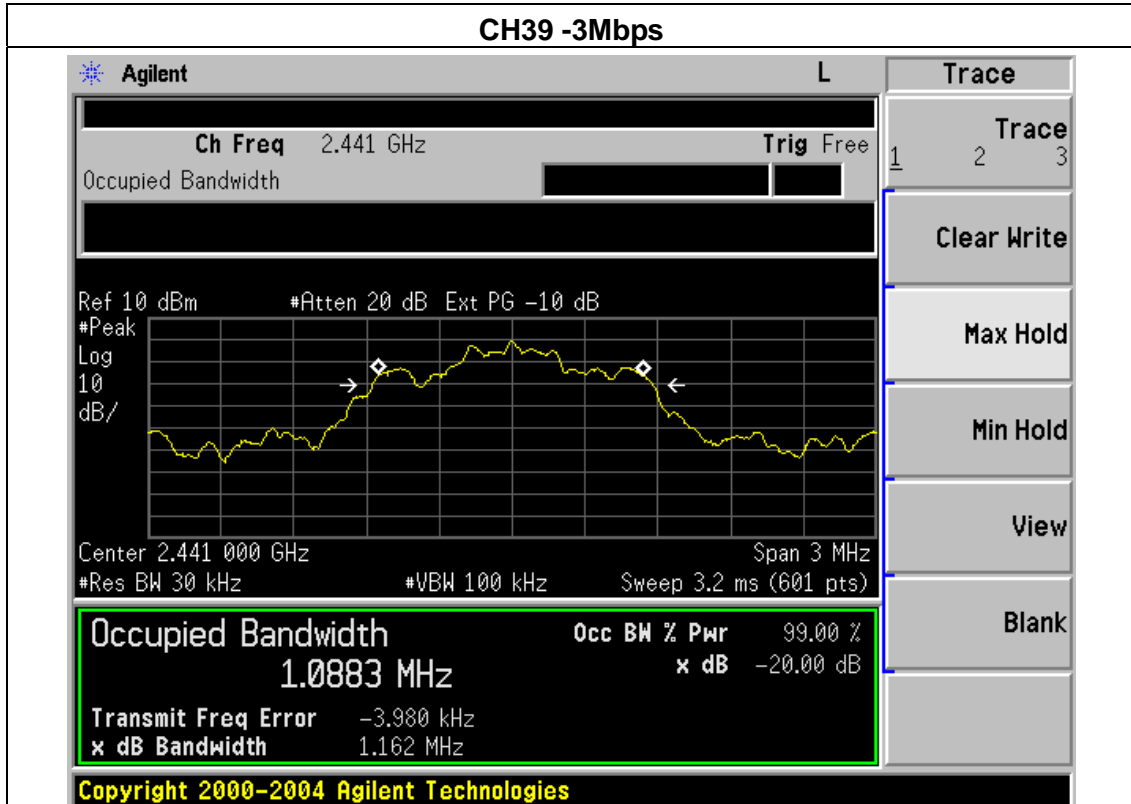 CH39 -3Mbps
Agilent L Trace
Ch Freq 2.441 GHz Trig Free
Occupied Bandwidth
Trace
1 2 3
Clear Write
Max Hold
Min Hold
View
Blank
Ref 10 dBm #Atten 20 dB Ext PG -10 dB
#Peak
Log
10
dB/
Center 2.441 000 GHz Span 3 MHz
#Res BW 30 kHz #VBW 100 kHz Sweep 3.2 ms (601 pts)
Occupied Bandwidth Occ BW % Pwr 99.00 %
1.0883 MHz x dB -20.00 dB
Transmit Freq Error -3.980 kHz
x dB Bandwidth 1.162 MHz
Copyright 2000-2004 Agilent Technologies